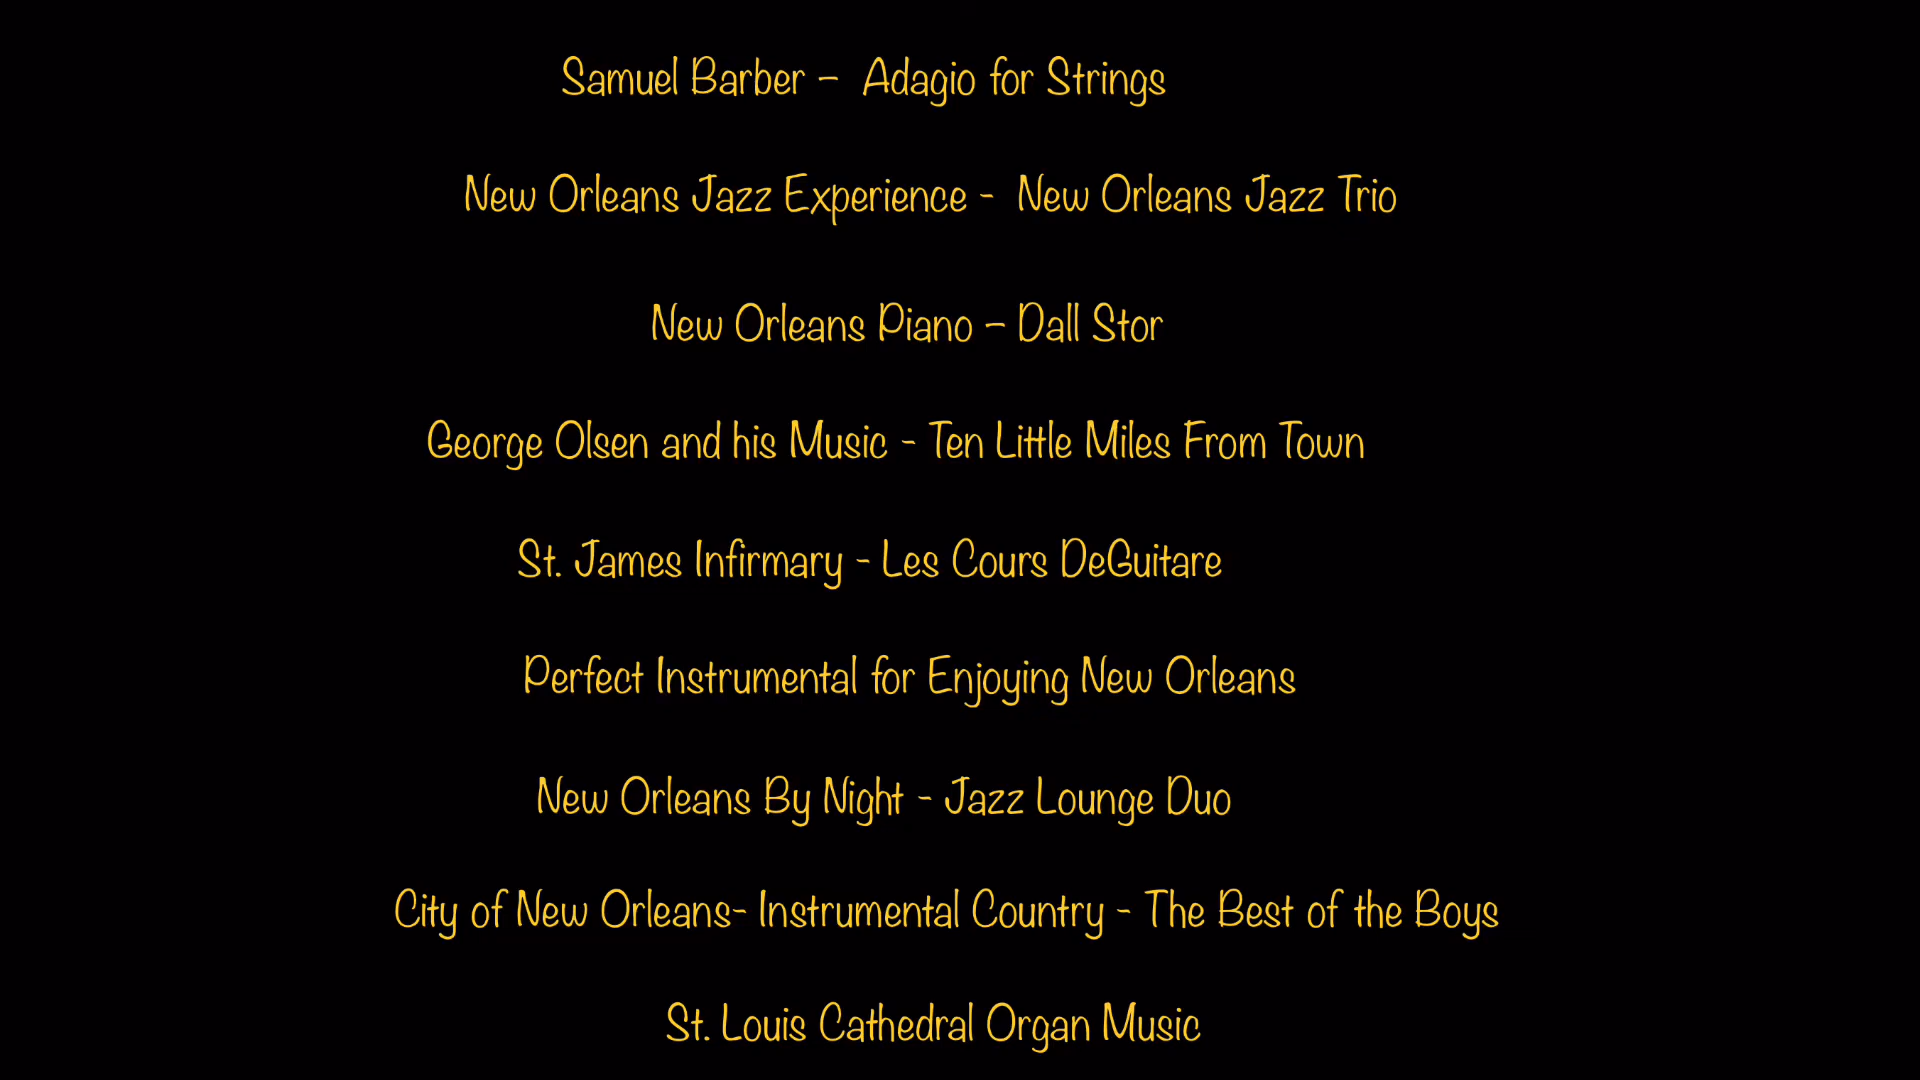 Samuel Barber – Adagio for Strings
New Orleans Jazz Experience - New Orleans Jazz Trio
New Orleans Piano – Dall Stor
George Olsen and his Music - Ten Little Miles From Town
St. James Infirmary - Les Cours DeGuitare
Perfect Instrumental for Enjoying New Orleans
New Orleans By Night - Jazz Lounge Duo
City of New Orleans- Instrumental Country - The Best of the Boys
St. Louis Cathedral Organ Music